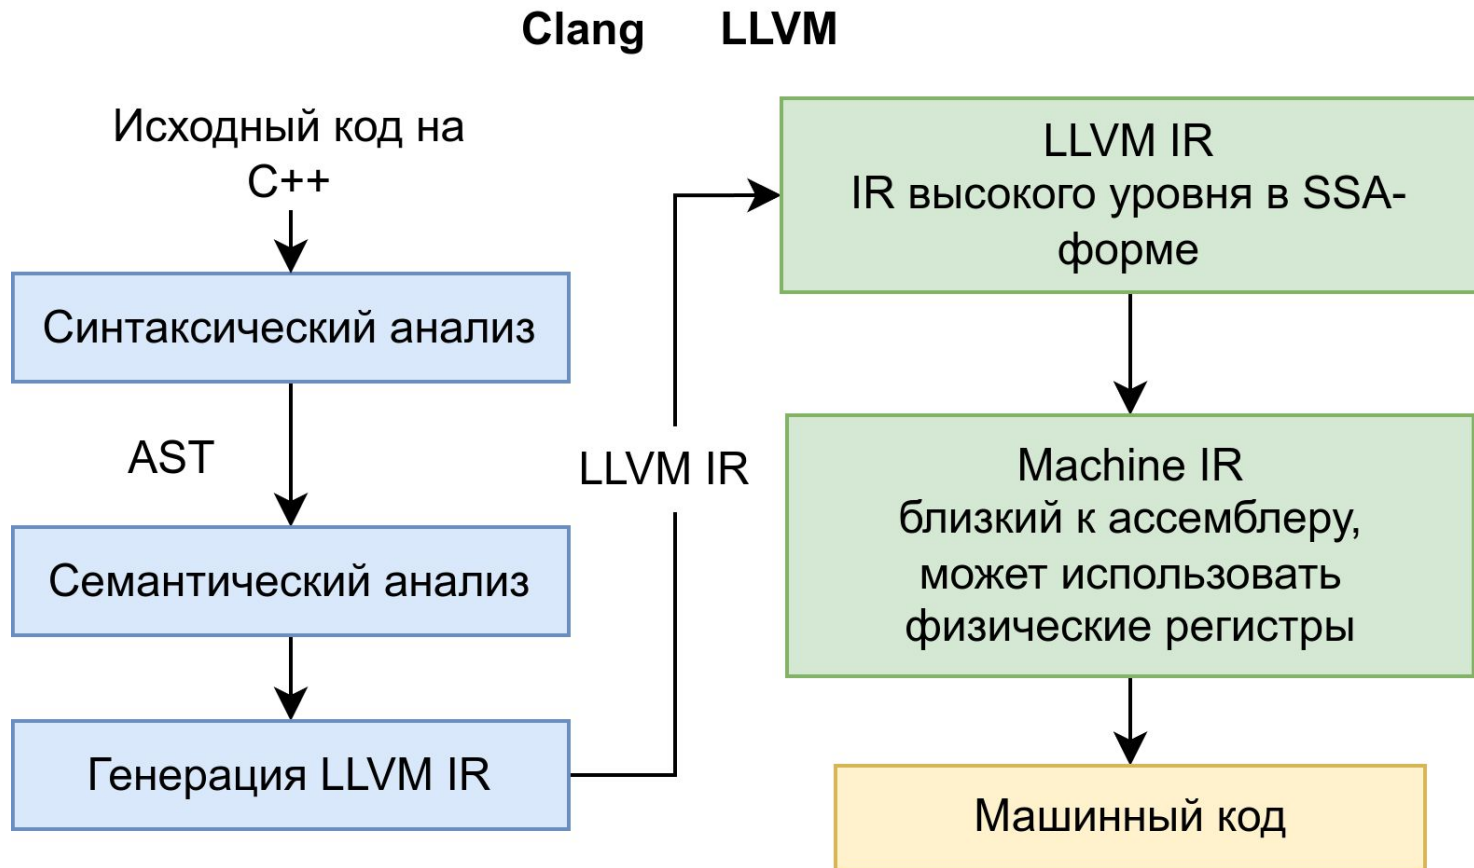 Clang LLVM
Исходный код на
C++
Синтаксический анализ
AST
Семантический анализ
Генерация LLVM IR
LLVM IR
LLVM IR
IR высокого уровня в SSA-
форме
Machine IR
близкий к ассемблеру,
может использовать
физические регистры
Машинный код